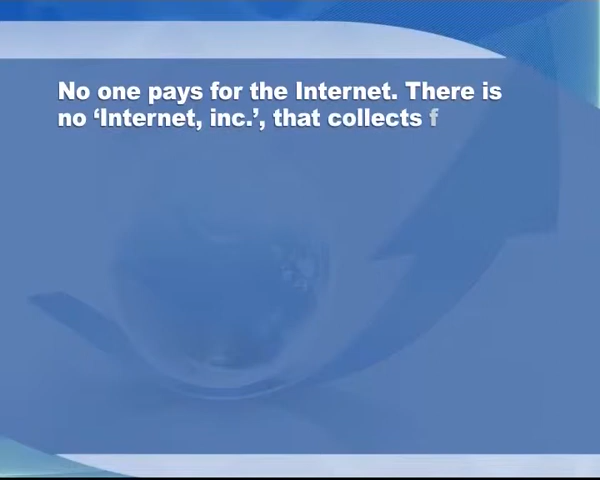 No one pays for the Internet. There is
no ‘Internet, inc.’, that collects f